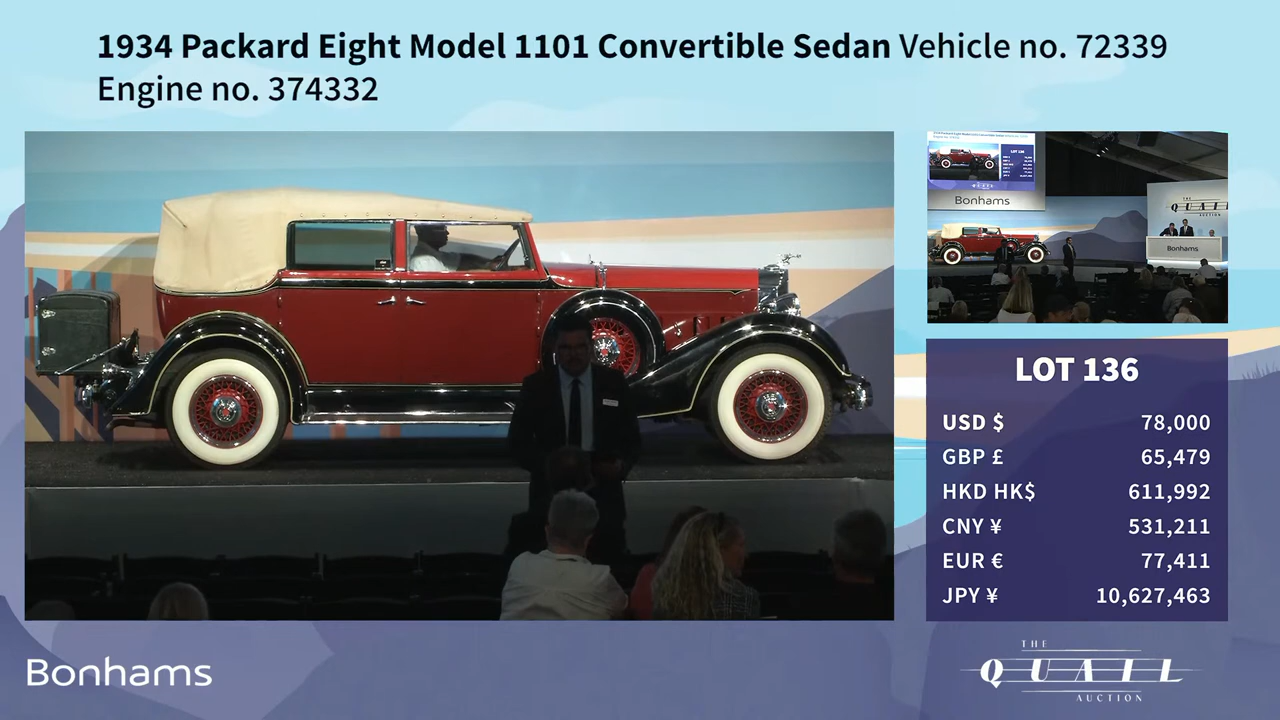 1934 Packard Eight Model 1101 Convertible Sedan Vehicle no. 72339
Engine no. 374332
LOT 136
Bonhams
THE
QUAIL
AUCTION
Bonhams
LOT 136
USD $ 78,000
GBP £ 65,479
HKD HK$ 611,992
CNY ¥ 531,211
EUR € 77,411
JPY ¥ 10,627,463
Bonhams
THE
QUAIL
AUCTION